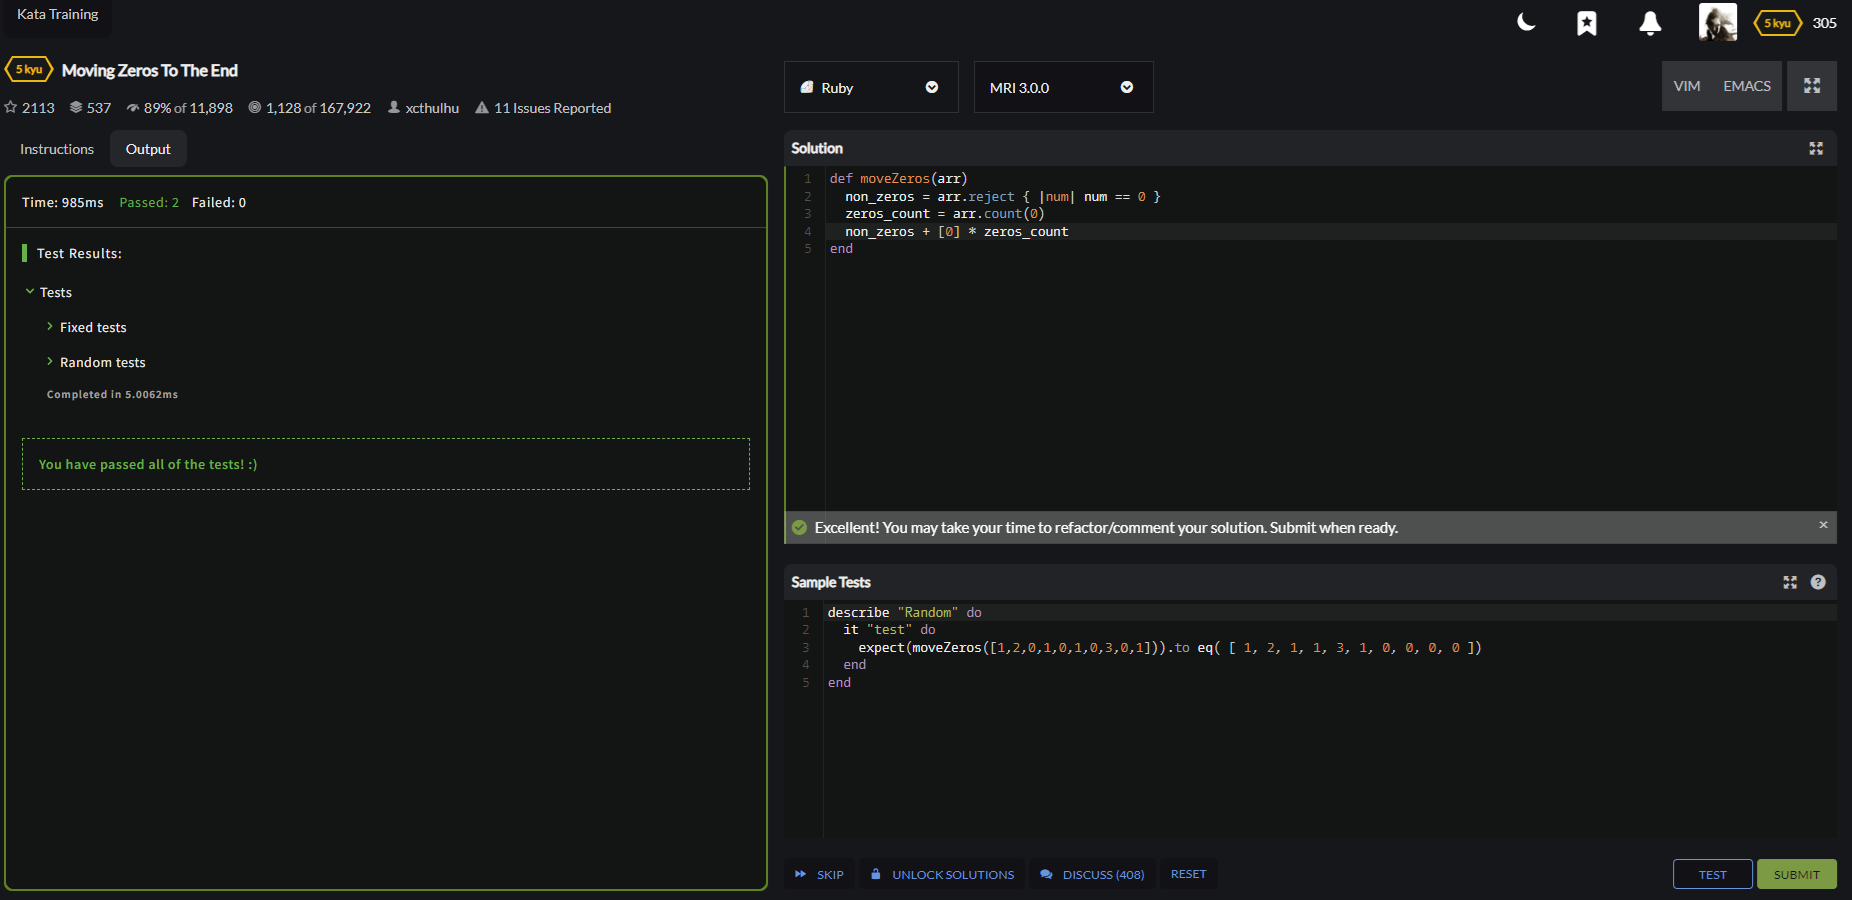 Kata Training
5 kyu 305
5 kyu Moving Zeros To The End
2113 537 89% of 11,898 1,128 of 167,922 xcthulhu 11 Issues Reported
Instructions Output
Time: 985ms Passed: 2 Failed: 0
Test Results:
Tests
Fixed tests
Random tests
Completed in 5.0062ms
You have passed all of the tests! :)
Ruby MRI 3.0.0 VIM EMACS
Solution
1 def moveZeros(arr)
2 non_zeros = arr.reject { |num| num == 0 }
3 zeros_count = arr.count(0)
4 non_zeros + [0] * zeros_count
5 end
Excellent! You may take your time to refactor/comment your solution. Submit when ready. ×
Sample Tests ?
1 describe "Random" do
2 it "test" do
3 expect(moveZeros([1,2,0,1,0,1,0,3,0,1])).to eq( [ 1, 2, 1, 1, 3, 1, 0, 0, 0, 0 ])
4 end
5 end
SKIP UNLOCK SOLUTIONS DISCUSS (408) RESET TEST SUBMIT